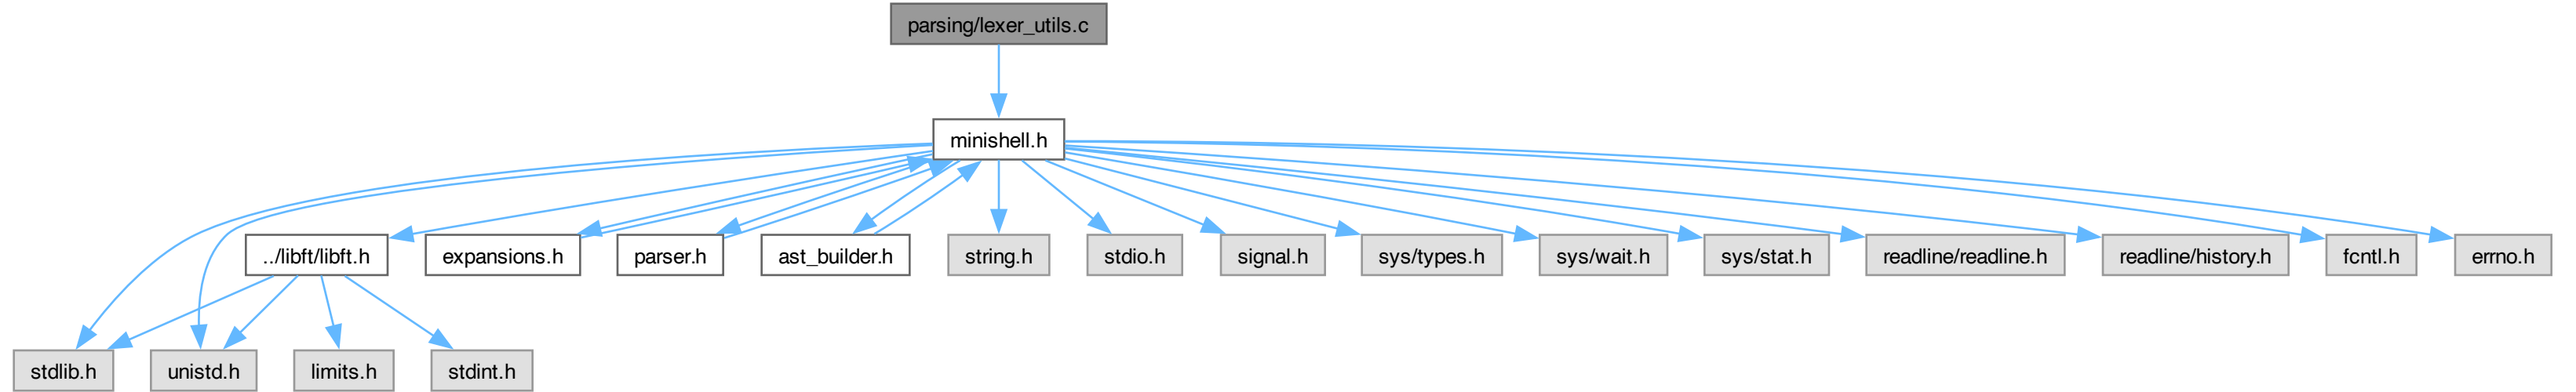 parsing/lexer_utils.c
minishell.h
../libft/libft.h
expansions.h
parser.h
ast_builder.h
string.h
stdio.h
signal.h
sys/types.h
sys/wait.h
sys/stat.h
readline/readline.h
readline/history.h
fcntl.h
errno.h
stdlib.h
unistd.h
limits.h
stdint.h